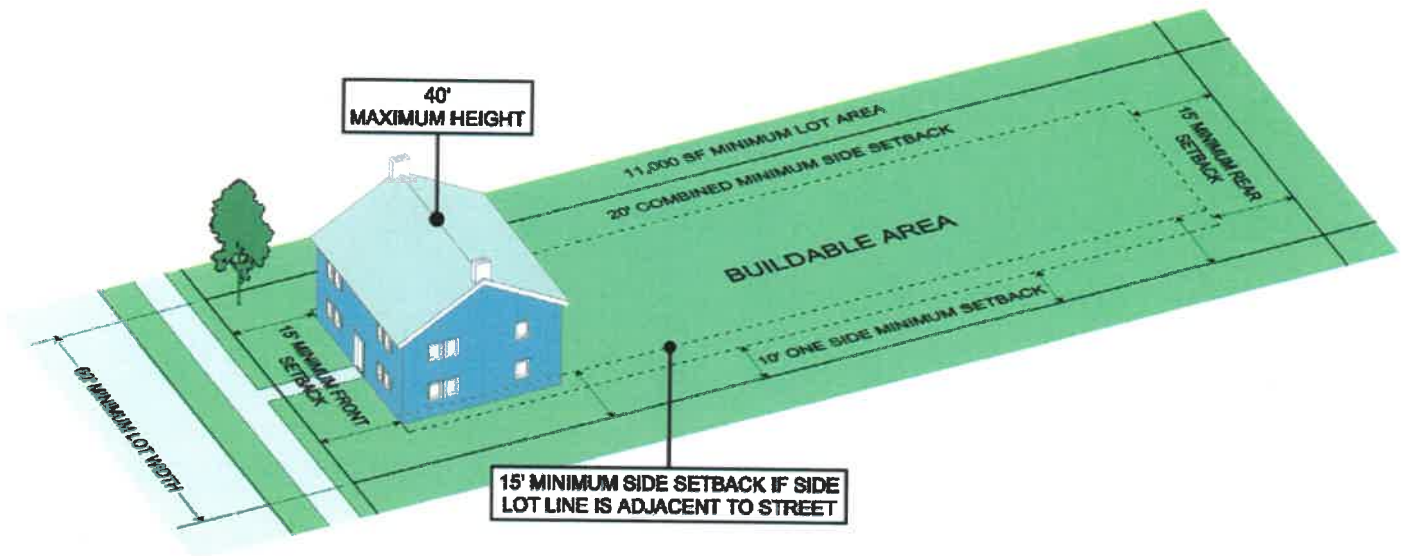 40'
MAXIMUM HEIGHT
11,000 SF MINIMUM LOT AREA
20' COMBINED MINIMUM SIDE SETBACK
15' MINIMUM REAR
SETBACK
BUILDABLE AREA
10' ONE SIDE MINIMUM SETBACK
15' MINIMUM FRONT
SETBACK
60' MINIMUM LOT WIDTH
15' MINIMUM SIDE SETBACK IF SIDE
LOT LINE IS ADJACENT TO STREET